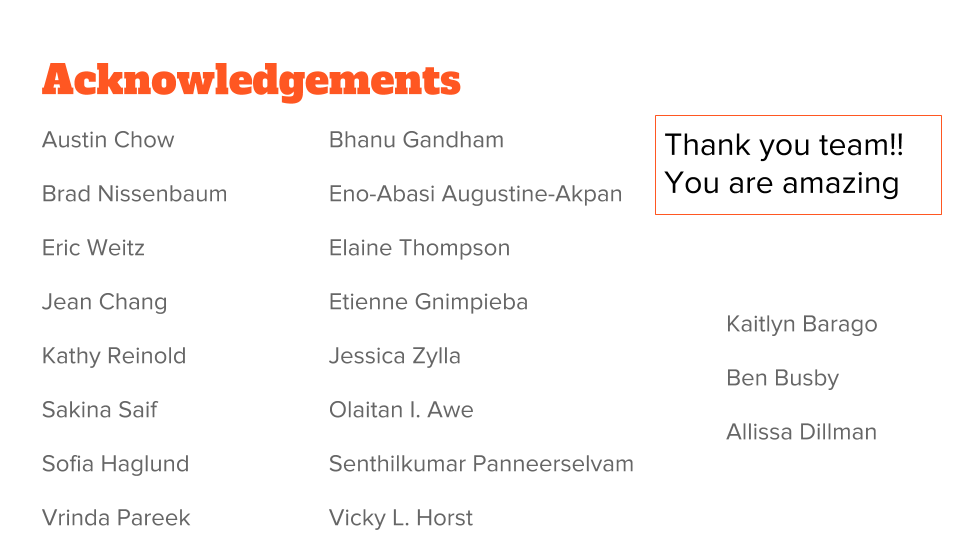 Acknowledgements
Austin Chow
Brad Nissenbaum
Eric Weitz
Jean Chang
Kathy Reinold
Sakina Saif
Sofia Haglund
Vrinda Pareek
Bhanu Gandham
Eno-Abasi Augustine-Akpan
Elaine Thompson
Etienne Gnimpieba
Jessica Zylla
Olaitan I. Awe
Senthilkumar Panneerselvam
Vicky L. Horst
Thank you team!!
You are amazing
Kaitlyn Barago
Ben Busby
Allissa Dillman